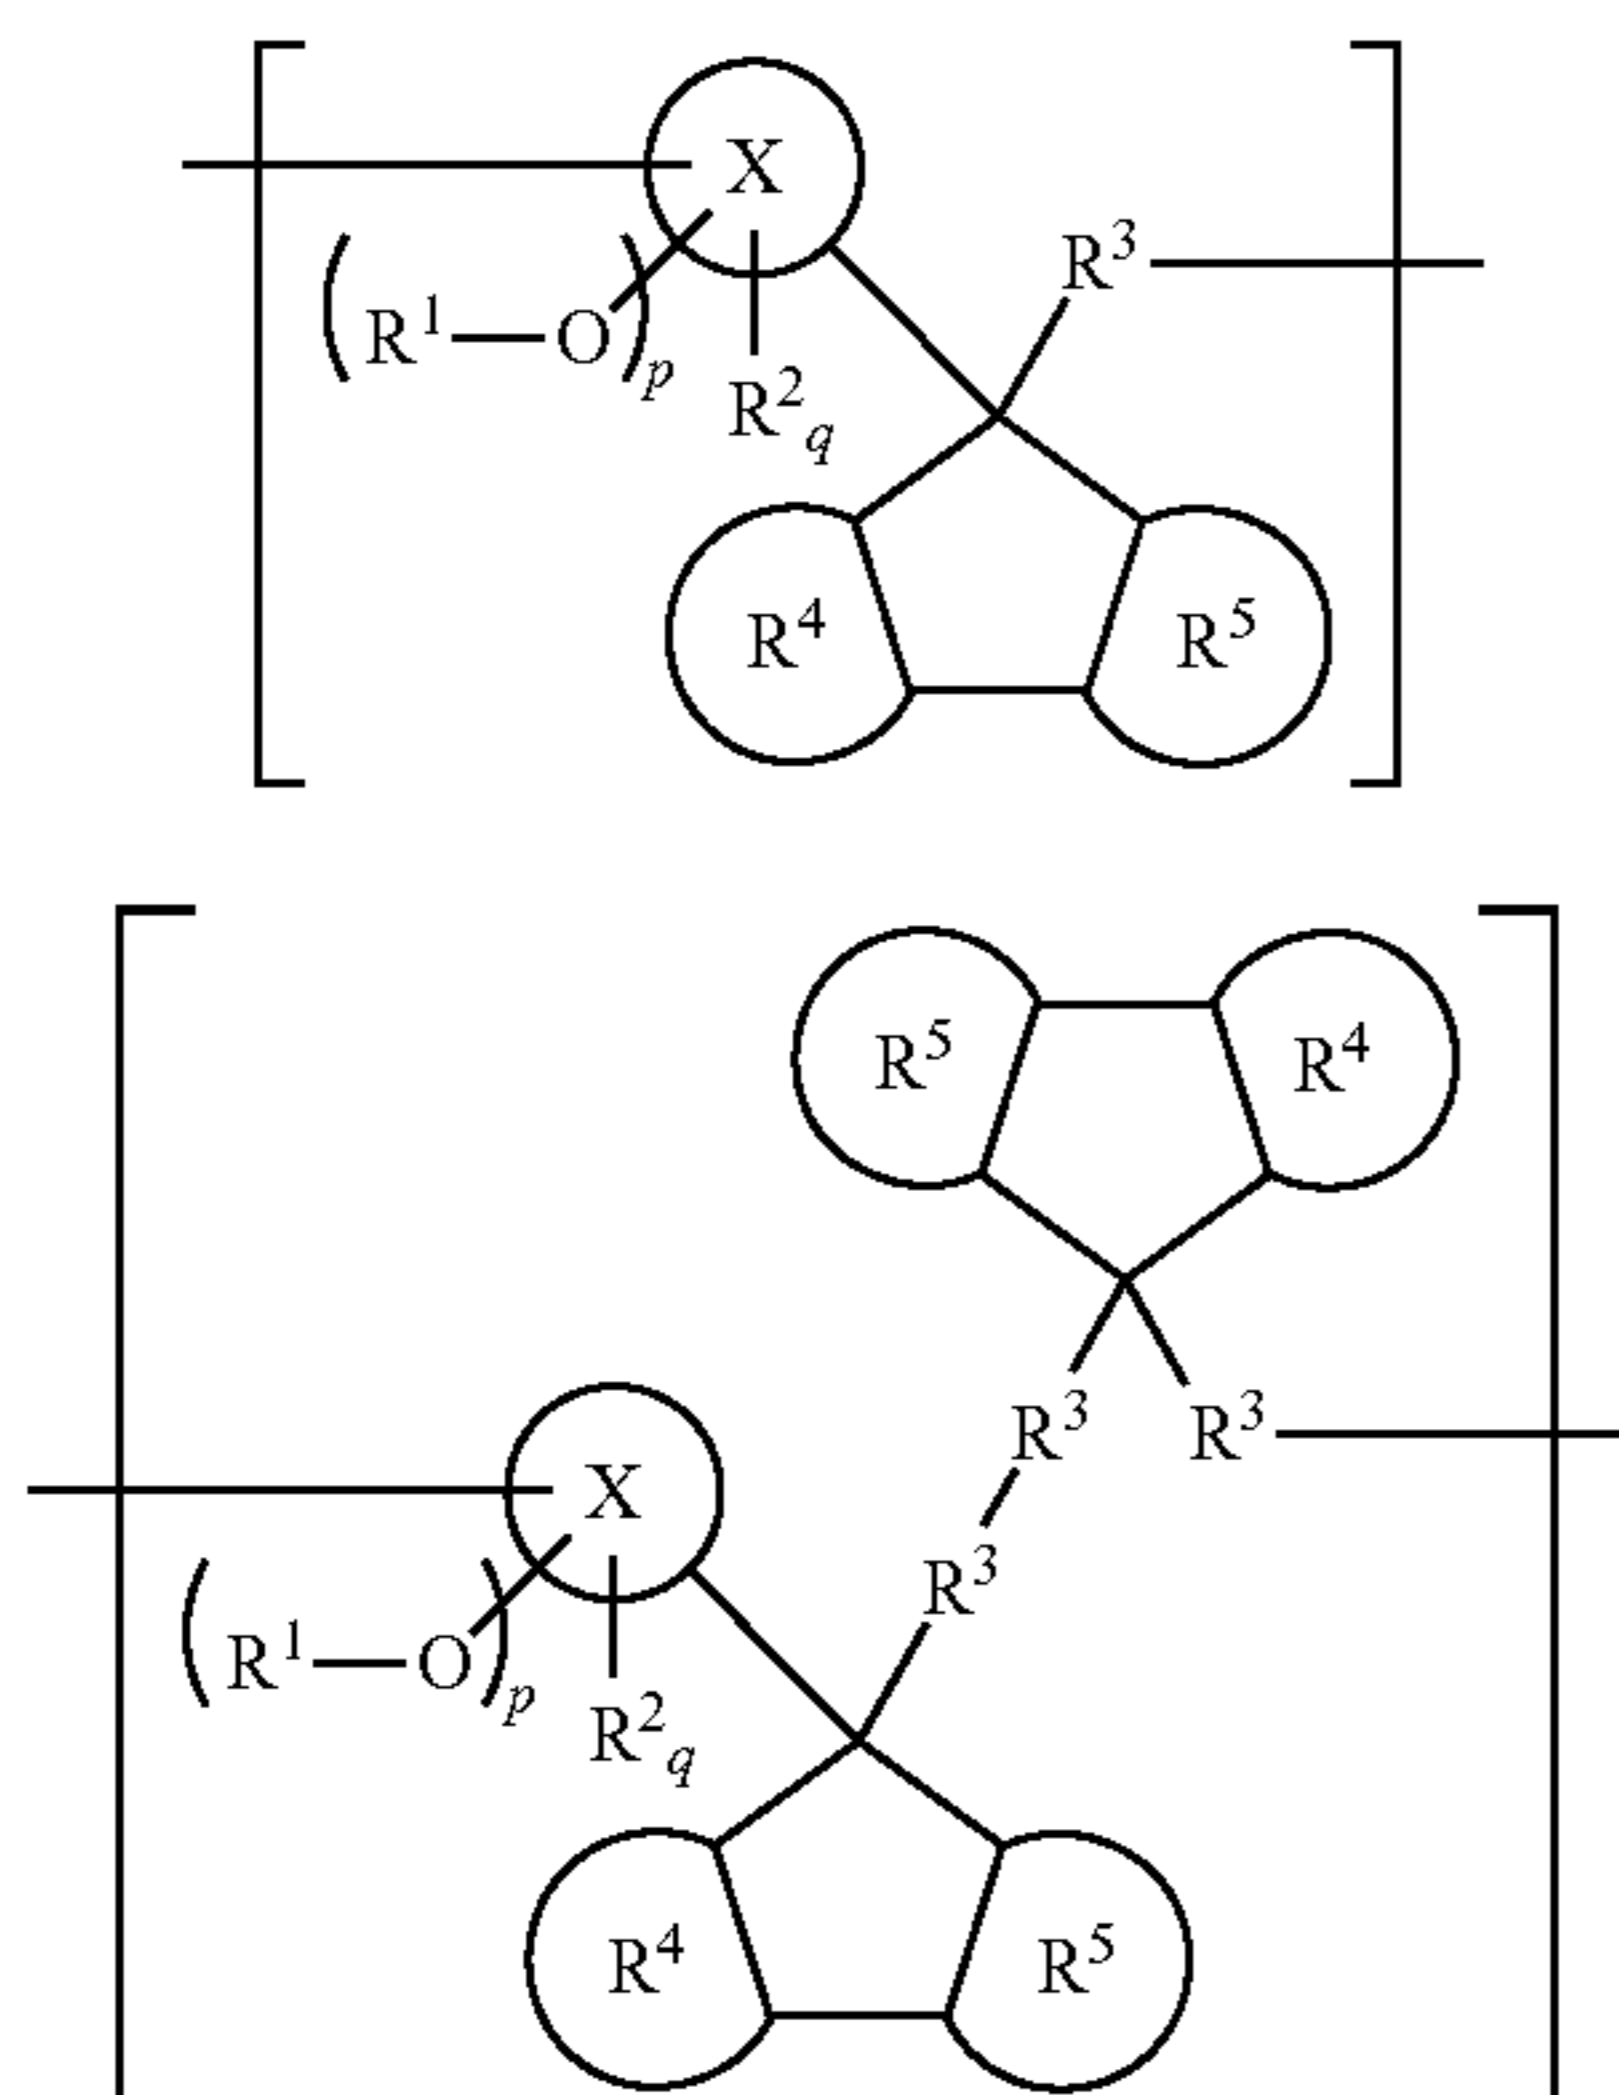 X
R³
(R¹—O)p
R²q
R⁴ R⁵
R⁵ R⁴
R³ R³
X
R³
(R¹—O)p
R²q
R⁴ R⁵